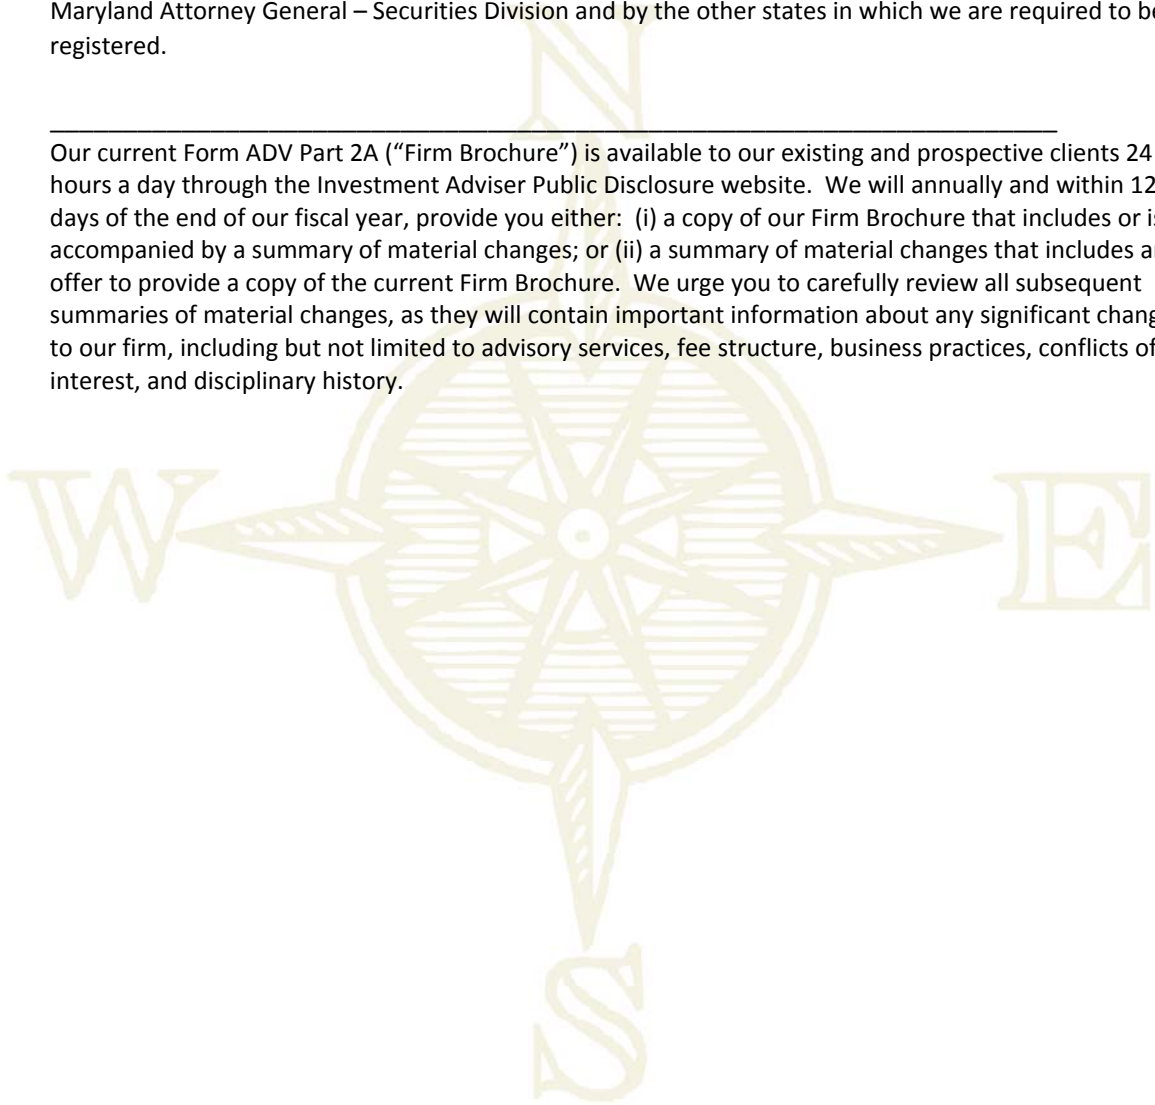 Maryland Attorney General – Securities Division and by the other states in which we are required to be
registered.
N
Our current Form ADV Part 2A (“Firm Brochure”) is available to our existing and prospective clients 24
hours a day through the Investment Adviser Public Disclosure website.  We will annually and within 12
days of the end of our fiscal year, provide you either:  (i) a copy of our Firm Brochure that includes or is
accompanied by a summary of material changes; or (ii) a summary of material changes that includes a
offer to provide a copy of the current Firm Brochure.  We urge you to carefully review all subsequent
summaries of material changes, as they will contain important information about any significant chang
to our firm, including but not limited to advisory services, fee structure, business practices, conflicts of
interest, and disciplinary history.
W E
S